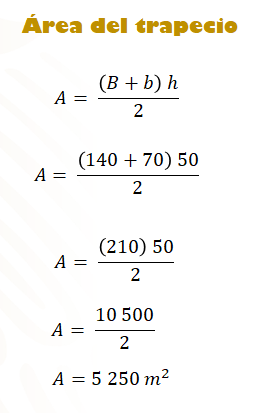 Área del trapecio
A = (B + b) h / 2
A = (140 + 70) 50 / 2
A = (210) 50 / 2
A = 10 500 / 2
A = 5 250 m²